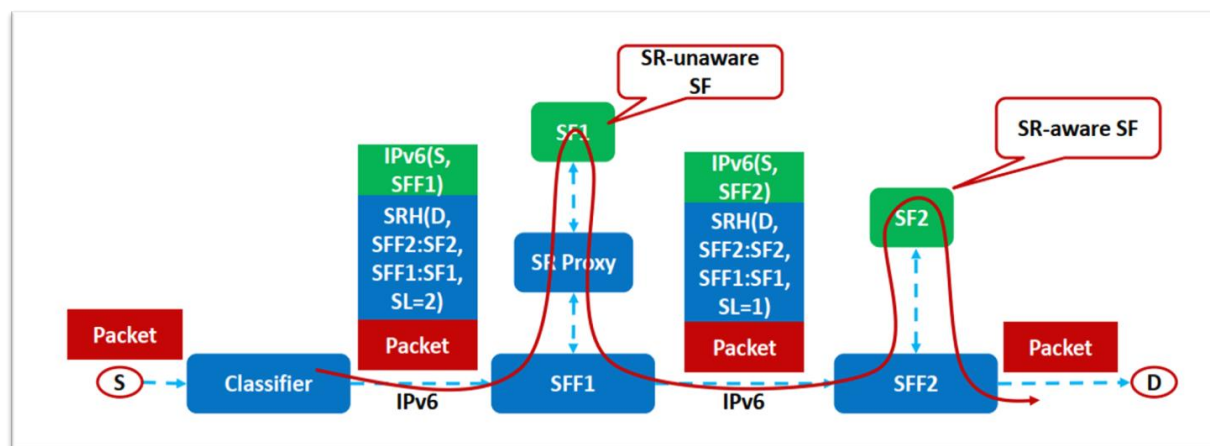 SR-unaware
SF
SR-aware SF
SF1
IPv6(S,
SFF1)
SRH(D,
SFF2:SF2,
SFF1:SF1,
SL=2)
Packet
SR Proxy
IPv6(S,
SFF2)
SRH(D,
SFF2:SF2,
SFF1:SF1,
SL=1)
Packet
SF2
Packet
Packet
S
Classifier
IPv6
SFF1
IPv6
SFF2
D